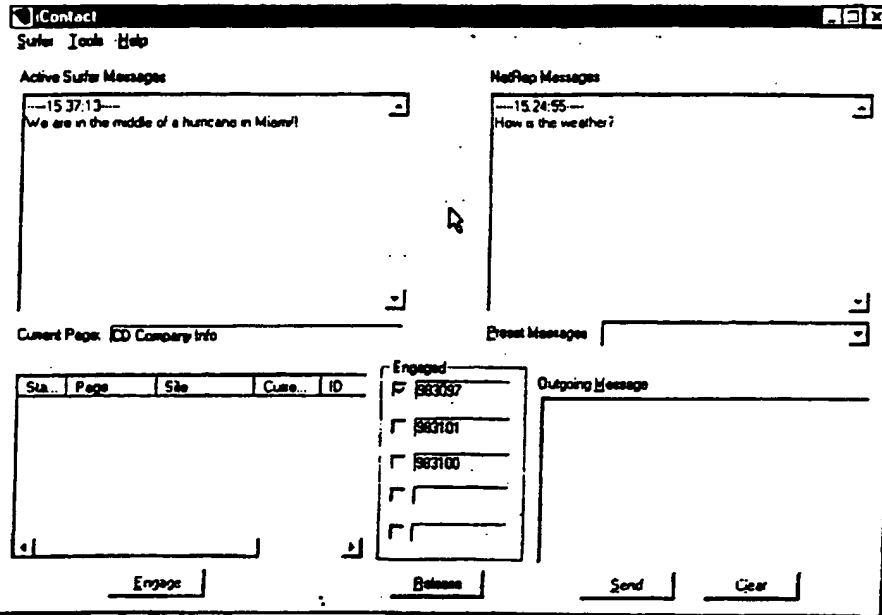 iContact
Surfer Tools Help
Active Surfer Messages
----15:37:13----
We are in the middle of a hurricane in Miami!!
NetRep Messages
----15:24:55----
How is the weather?
Current Page: CD Company Info
Preset Messages
Sta... Page Site Curre... ID
Engaged
983097
983101
983100
Outgoing Message
Engage
Release
Send
Clear